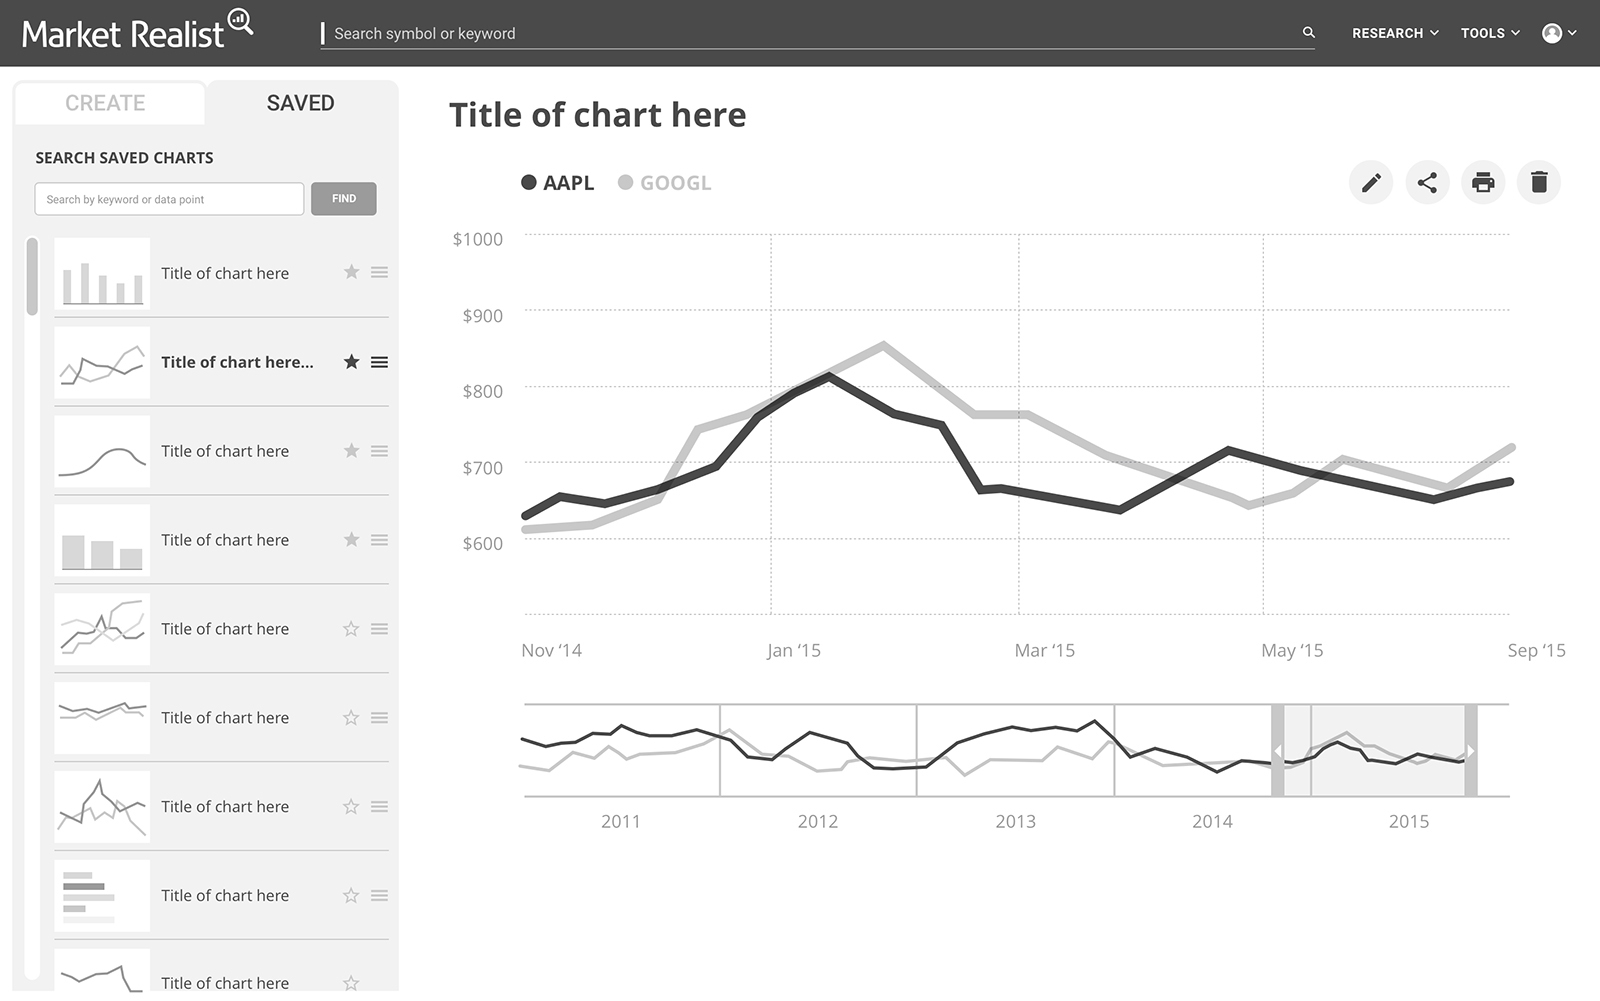 Market Realist
Search symbol or keyword
RESEARCH
TOOLS
CREATE
SAVED
SEARCH SAVED CHARTS
Search by keyword or data point
FIND
Title of chart here
Title of chart here...
Title of chart here
Title of chart here
Title of chart here
Title of chart here
Title of chart here
Title of chart here
Title of chart here
Title of chart here
AAPL
GOOGL
$1000
$900
$800
$700
$600
Nov ‘14
Jan ‘15
Mar ‘15
May ‘15
Sep ‘15
2011
2012
2013
2014
2015